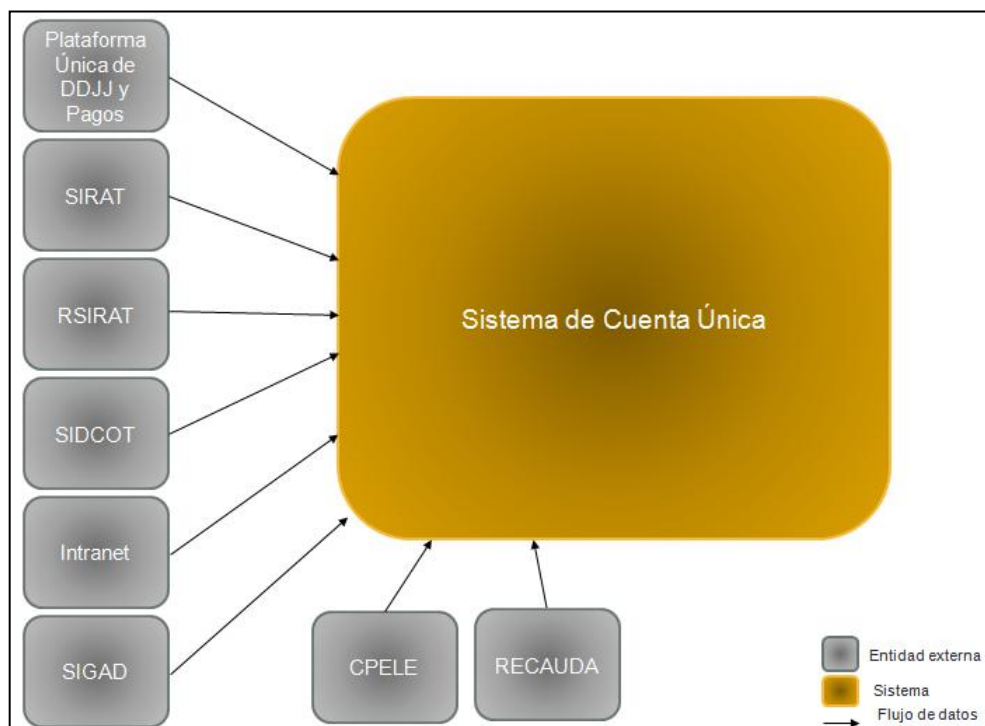 Plataforma
Única de
DDJJ y
Pagos
SIRAT
RSIRAT
SIDCOT
Intranet
SIGAD
Sistema de Cuenta Única
CPELE
RECAUDA
Entidad externa
Sistema
Flujo de datos